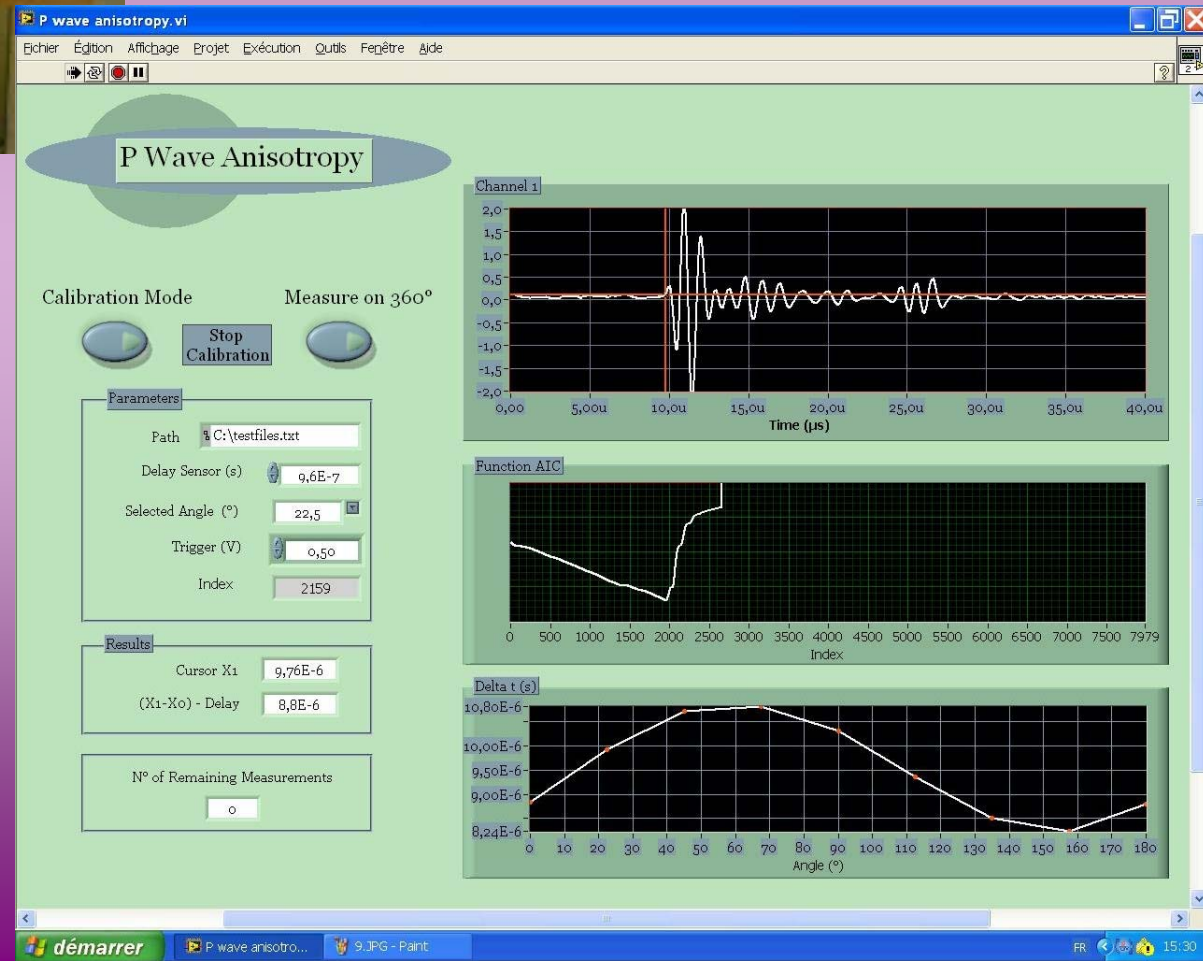 P wave anisotropy.vi
Fichier Édition Affichage Projet Exécution Outils Fenêtre Aide
?
2
P Wave Anisotropy
Calibration Mode
Measure on 360°
Stop
Calibration
Parameters
Path C:\testfiles.txt
Delay Sensor (s) 9,6E-7
Selected Angle (°) 22,5
Trigger (V) 0,50
Index 2159
Results
Cursor X1 9,76E-6
(X1-X0) - Delay 8,8E-6
N° of Remaining Measurements
0
Channel 1
2,0
1,5
1,0
0,5
0,0
-0,5
-1,0
-1,5
-2,0
0,00 5,00u 10,0u 15,0u 20,0u 25,0u 30,0u 35,0u 40,0u
Time (µs)
Function AIC
0 500 1000 1500 2000 2500 3000 3500 4000 4500 5000 5500 6000 6500 7000 7500 7979
Index
Delta t (s)
10,80E-6
10,00E-6
9,50E-6
9,00E-6
8,24E-6
0 10 20 30 40 50 60 70 80 90 100 110 120 130 140 150 160 170 180
Angle (°)
démarrer P wave anisotro... 9.JPG - Paint FR 15:30